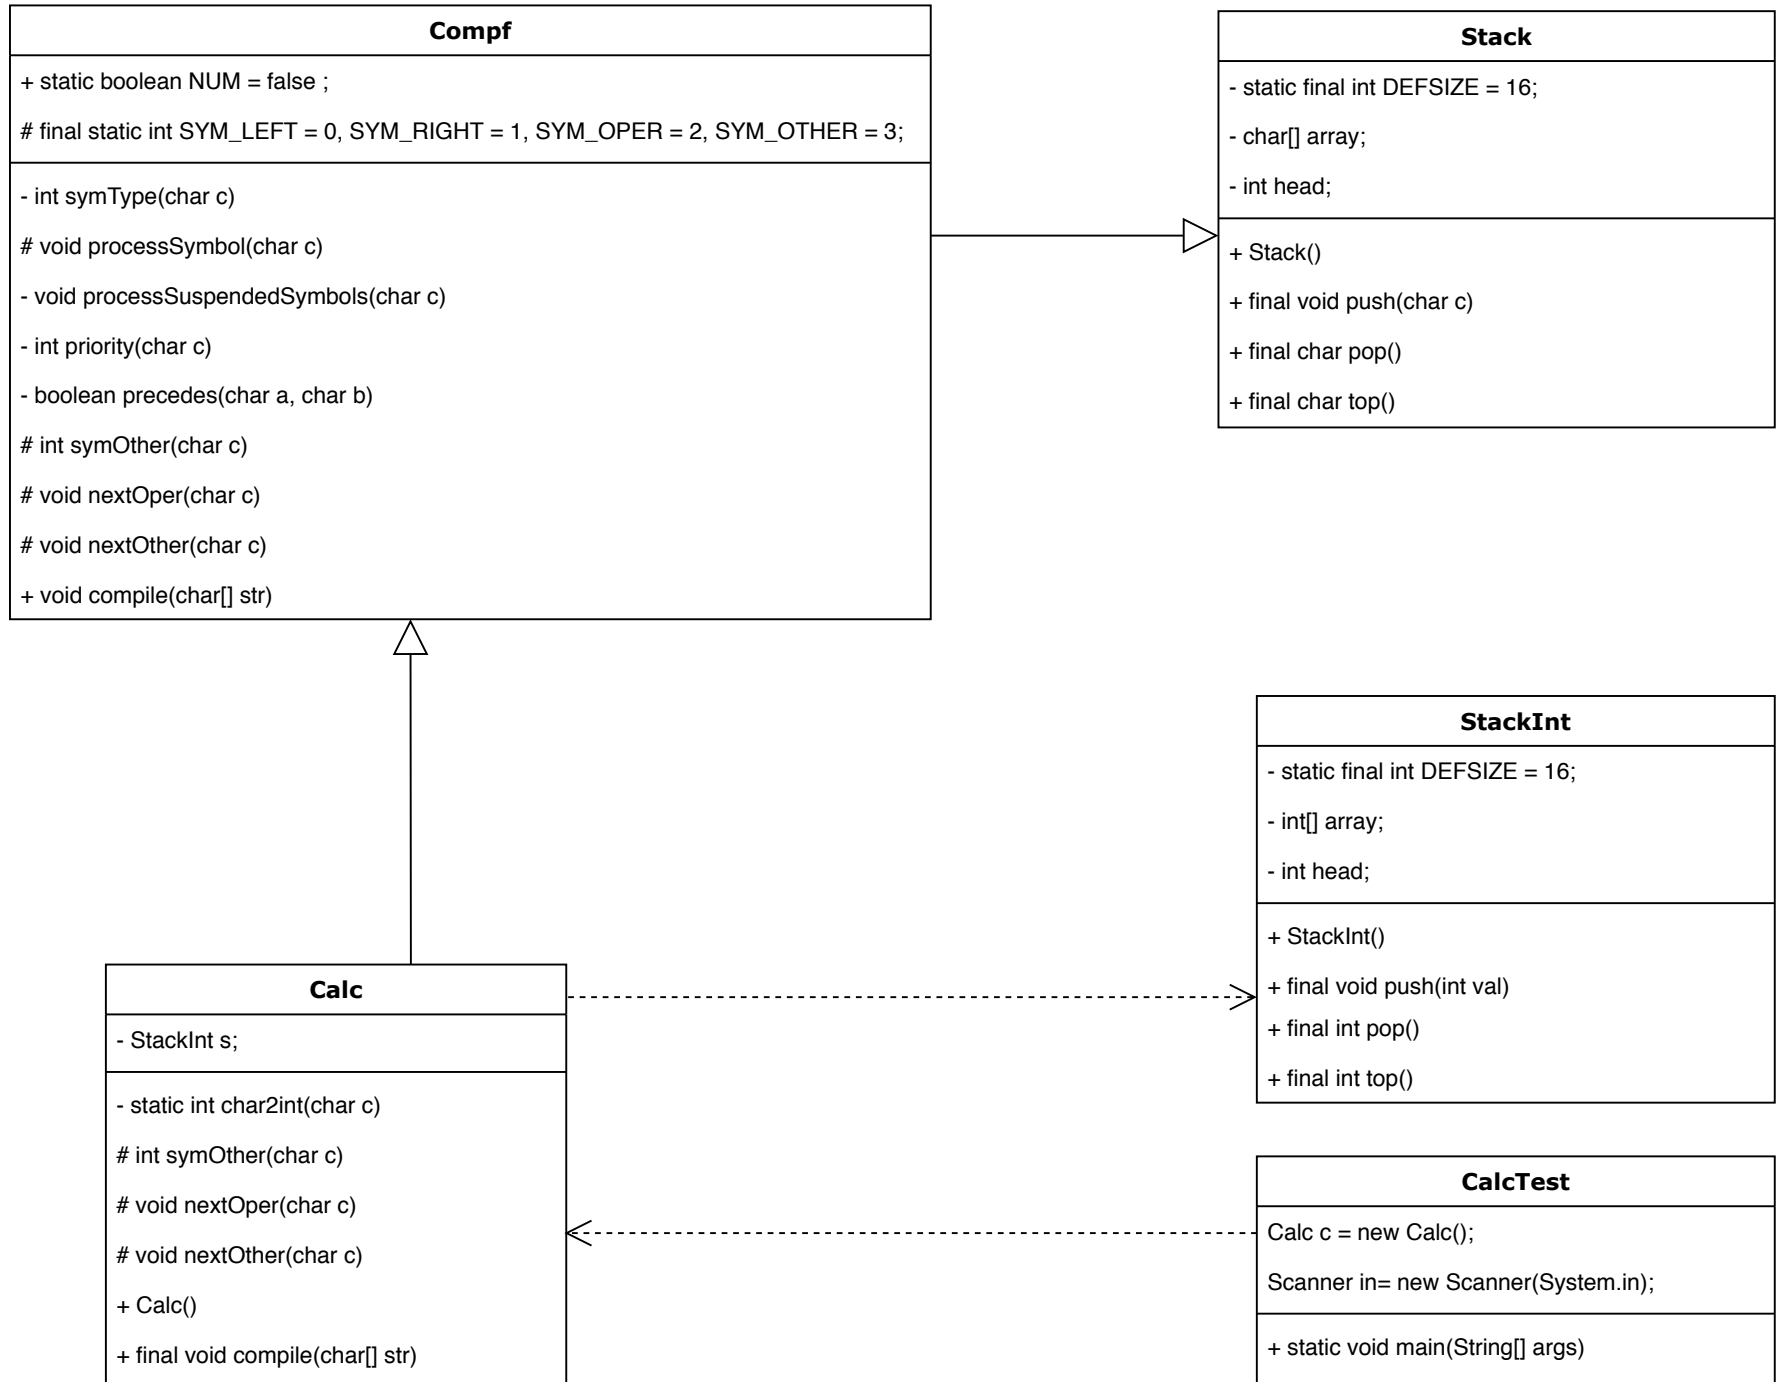 Compf
+ static boolean NUM = false ;
# final static int SYM_LEFT = 0, SYM_RIGHT = 1, SYM_OPER = 2, SYM_OTHER = 3;
- int symType(char c)
# void processSymbol(char c)
- void processSuspendedSymbols(char c)
- int priority(char c)
- boolean precedes(char a, char b)
# int symOther(char c)
# void nextOper(char c)
# void nextOther(char c)
+ void compile(char[] str)
Stack
- static final int DEFSIZE = 16;
- char[] array;
- int head;
+ Stack()
+ final void push(char c)
+ final char pop()
+ final char top()
StackInt
- static final int DEFSIZE = 16;
- int[] array;
- int head;
+ StackInt()
+ final void push(int val)
+ final int pop()
+ final int top()
Calc
- StackInt s;
- static int char2int(char c)
# int symOther(char c)
# void nextOper(char c)
# void nextOther(char c)
+ Calc()
+ final void compile(char[] str)
CalcTest
Calc c = new Calc();
Scanner in= new Scanner(System.in);
+ static void main(String[] args)